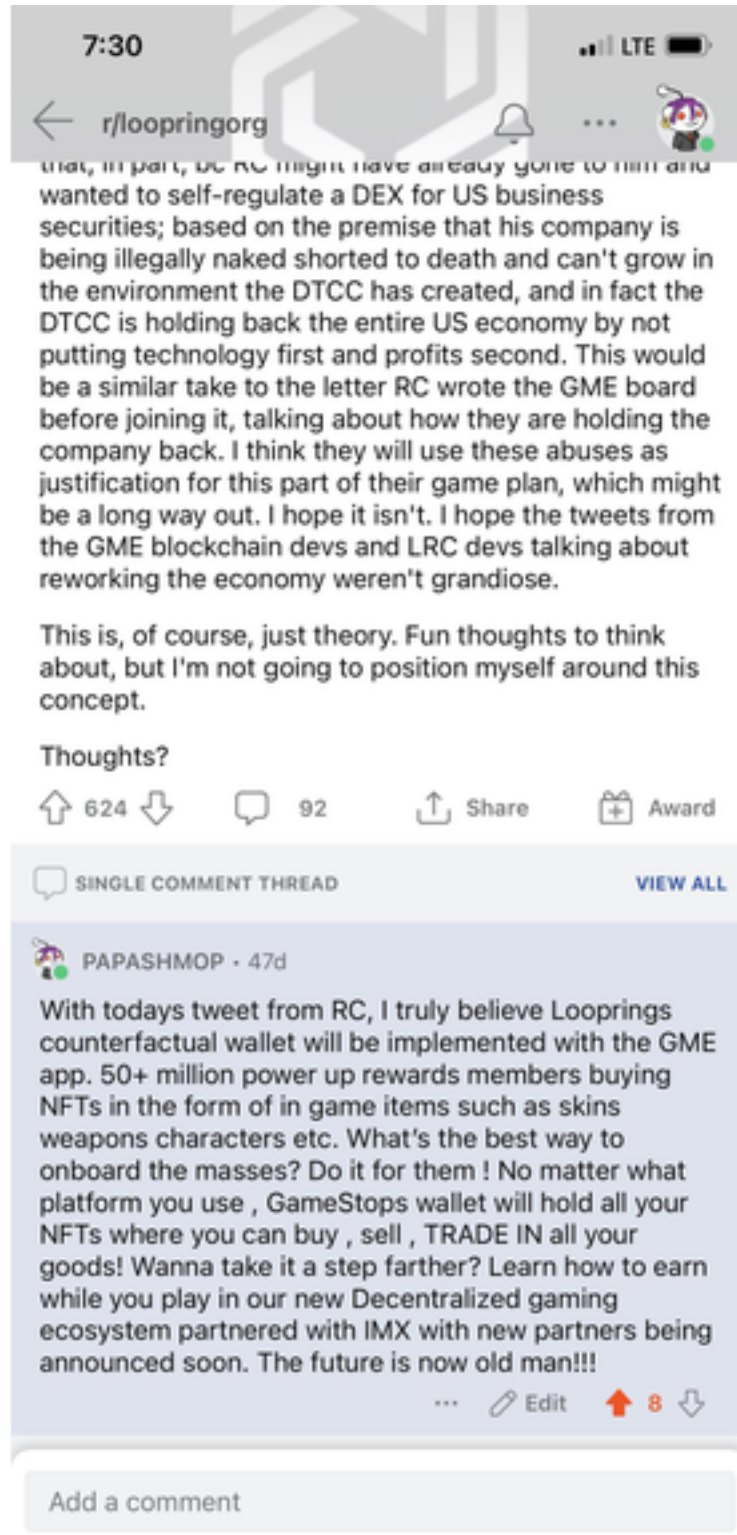 7:30
LTE
r/loopringorg
that, in part, bc RC might have already gone to him and
wanted to self-regulate a DEX for US business
securities; based on the premise that his company is
being illegally naked shorted to death and can't grow in
the environment the DTCC has created, and in fact the
DTCC is holding back the entire US economy by not
putting technology first and profits second. This would
be a similar take to the letter RC wrote the GME board
before joining it, talking about how they are holding the
company back. I think they will use these abuses as
justification for this part of their game plan, which might
be a long way out. I hope it isn't. I hope the tweets from
the GME blockchain devs and LRC devs talking about
reworking the economy weren't grandiose.
This is, of course, just theory. Fun thoughts to think
about, but I'm not going to position myself around this
concept.
Thoughts?
624 92 Share Award
SINGLE COMMENT THREAD VIEW ALL
PAPASHMOP • 47d
With todays tweet from RC, I truly believe Looprings
counterfactual wallet will be implemented with the GME
app. 50+ million power up rewards members buying
NFTs in the form of in game items such as skins
weapons characters etc. What's the best way to
onboard the masses? Do it for them ! No matter what
platform you use , GameStops wallet will hold all your
NFTs where you can buy , sell , TRADE IN all your
goods! Wanna take it a step farther? Learn how to earn
while you play in our new Decentralized gaming
ecosystem partnered with IMX with new partners being
announced soon. The future is now old man!!!
Edit 8
Add a comment